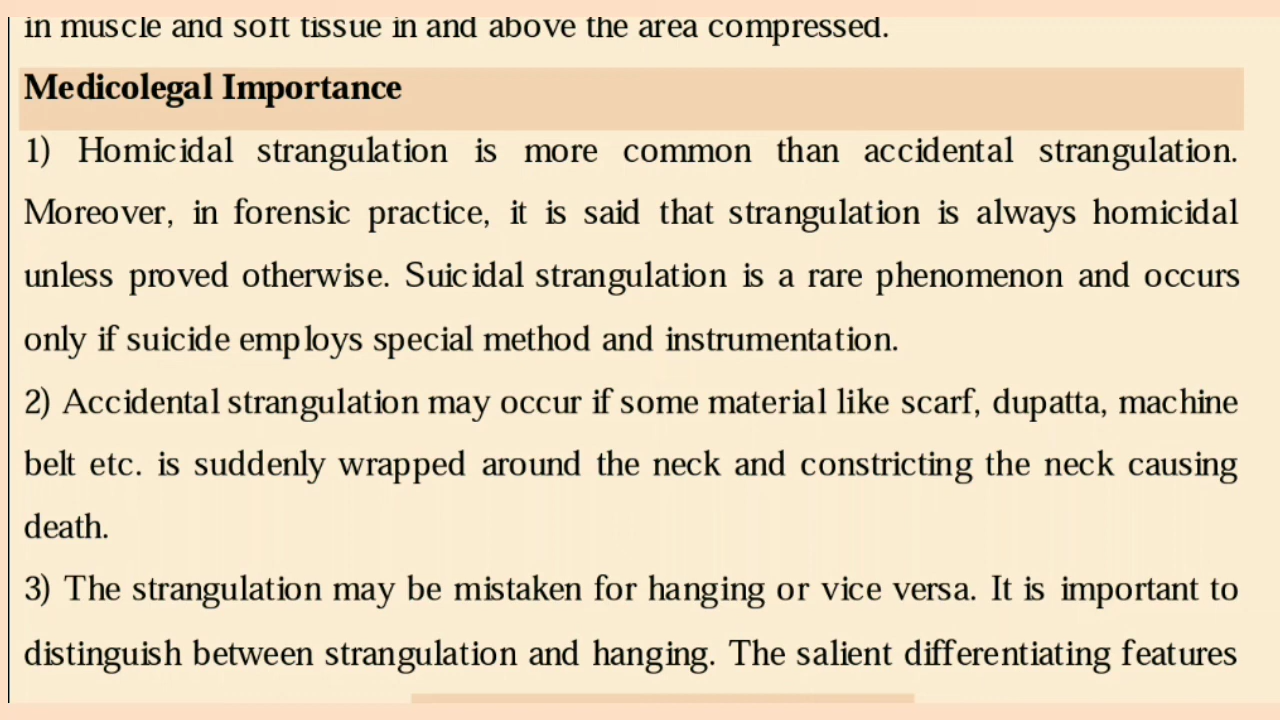 in muscle and soft tissue in and above the area compressed.
Medicolegal Importance
1) Homicidal strangulation is more common than accidental strangulation.
Moreover, in forensic practice, it is said that strangulation is always homicidal
unless proved otherwise. Suicidal strangulation is a rare phenomenon and occurs
only if suicide employs special method and instrumentation.
2) Accidental strangulation may occur if some material like scarf, dupatta, machine
belt etc. is suddenly wrapped around the neck and constricting the neck causing
death.
3) The strangulation may be mistaken for hanging or vice versa. It is important to
distinguish between strangulation and hanging. The salient differentiating features